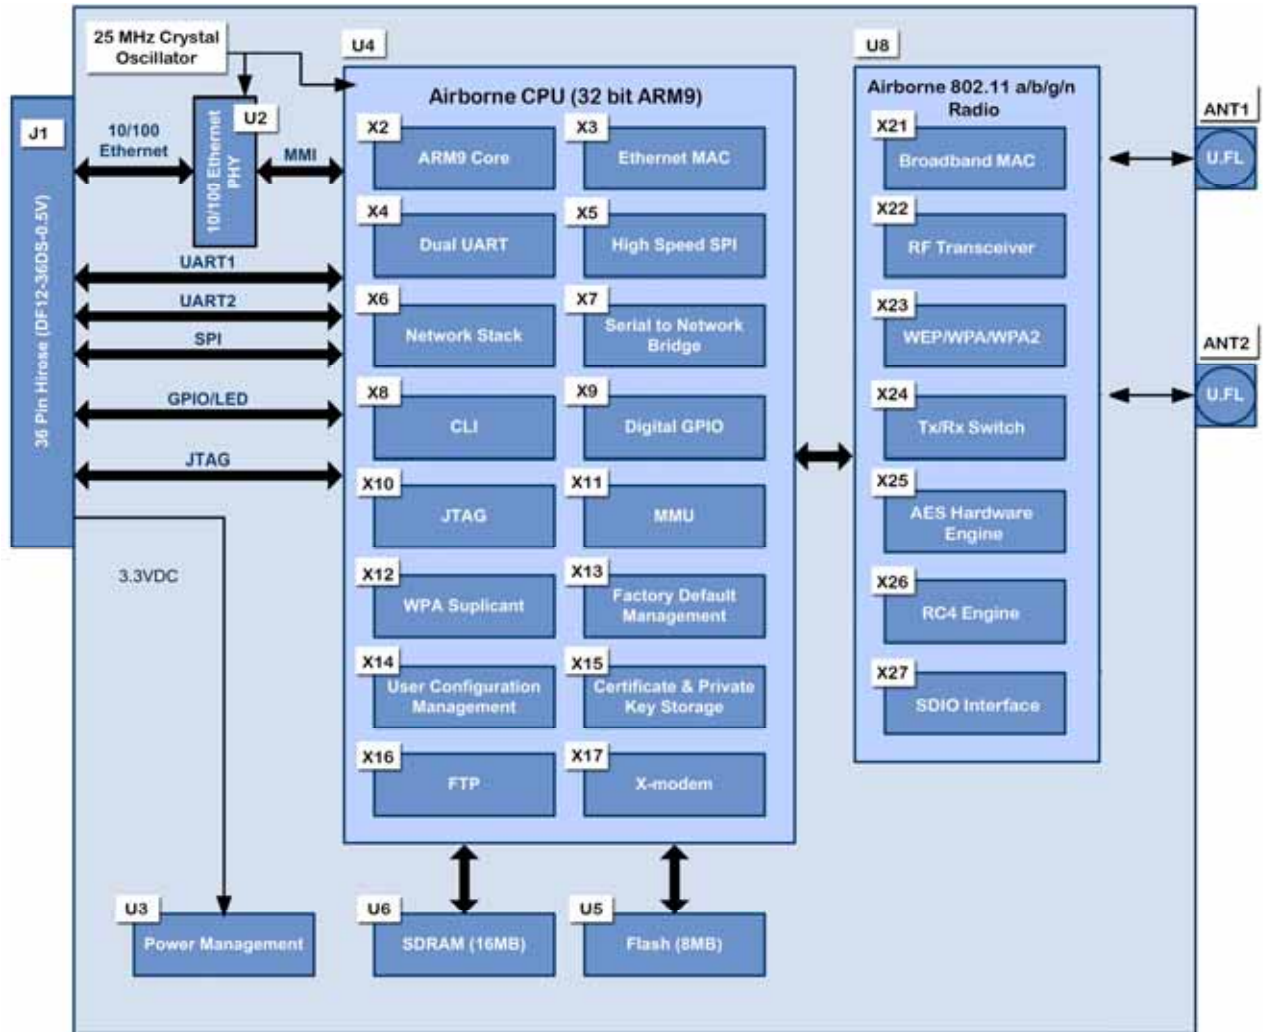 25 MHz Crystal
Oscillator
J1
36 Pin Hirose (DF12-36DS-0.5V)
10/100
Ethernet
U2
10/100 Ethernet
PHY
MMI
UART1
UART2
SPI
GPIO/LED
JTAG
3.3VDC
U3
Power Management
U4
Airborne CPU (32 bit ARM9)
X2
ARM9 Core
X3
Ethernet MAC
X4
Dual UART
X5
High Speed SPI
X6
Network Stack
X7
Serial to Network
Bridge
X8
CLI
X9
Digital GPIO
X10
JTAG
X11
MMU
X12
WPA Suplicant
X13
Factory Default
Management
X14
User Configuration
Management
X15
Certificate & Private
Key Storage
X16
FTP
X17
X-modem
U6
SDRAM (16MB)
U5
Flash (8MB)
U8
Airborne 802.11 a/b/g/n
Radio
X21
Broadband MAC
X22
RF Transceiver
X23
WEP/WPA/WPA2
X24
Tx/Rx Switch
X25
AES Hardware
Engine
X26
RC4 Engine
X27
SDIO Interface
ANT1
U.FL
ANT2
U.FL